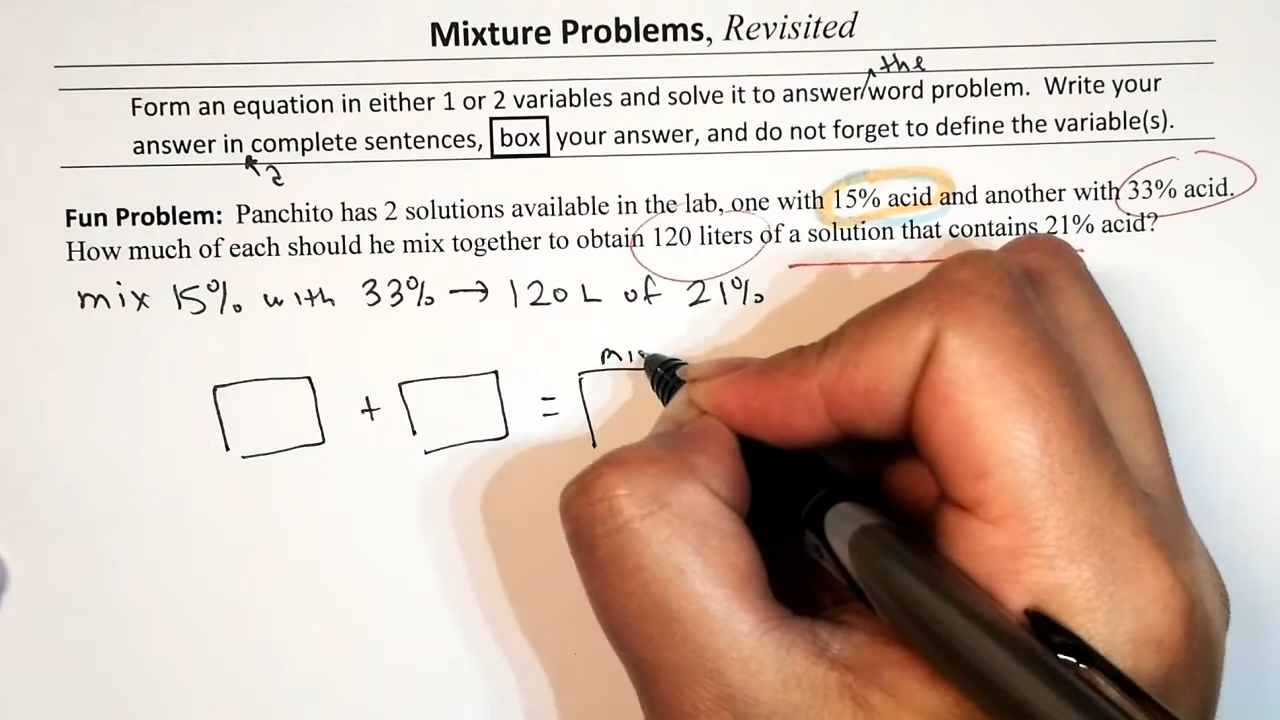 Mixture Problems, Revisited
the
Form an equation in either 1 or 2 variables and solve it to answer/word problem. Write your
answer in complete sentences, box your answer, and do not forget to define the variable(s).
2
Fun Problem: Panchito has 2 solutions available in the lab, one with 15% acid and another with 33% acid.
How much of each should he mix together to obtain 120 liters of a solution that contains 21% acid?
mix 15% with 33% → 120 L of 21%
mi
+ =